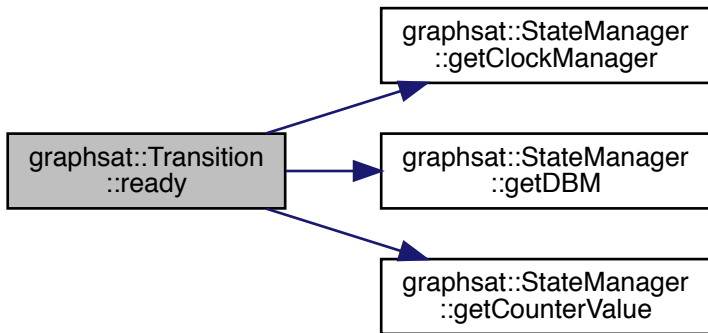 graphsat::StateManager
::getClockManager
graphsat::Transition
::ready
graphsat::StateManager
::getDBM
graphsat::StateManager
::getCounterValue